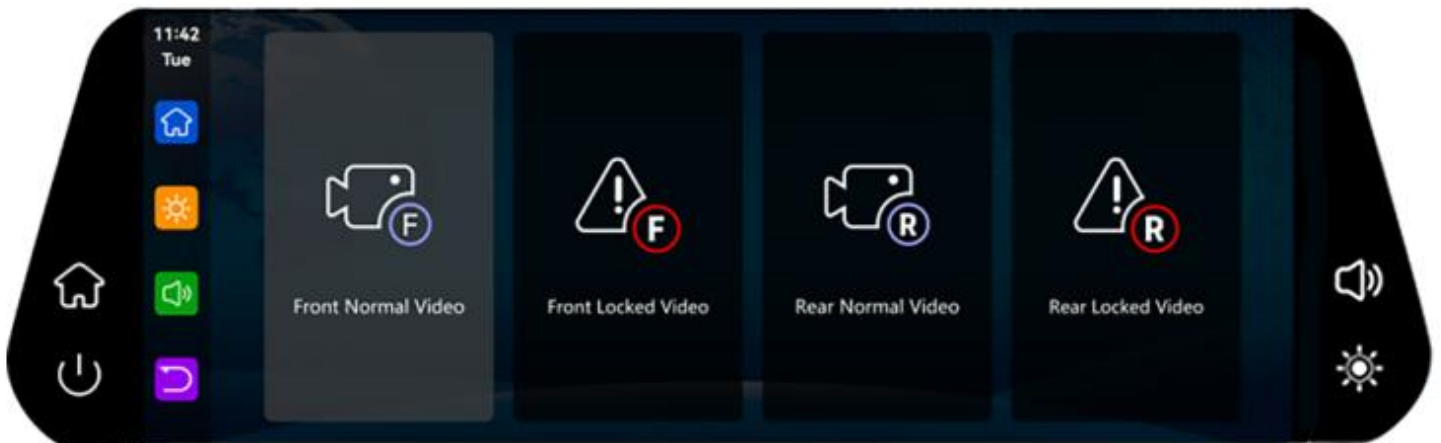 11:42
Tue
F
Front Normal Video
F
Front Locked Video
R
Rear Normal Video
R
Rear Locked Video